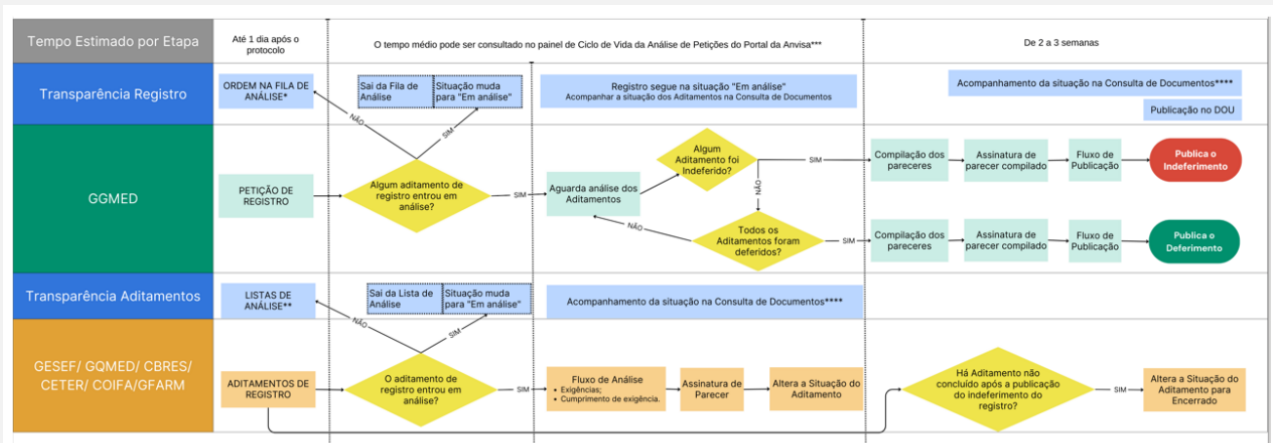 Tempo Estimado por Etapa
Até 1 dia após o
protocolo
O tempo médio pode ser consultado no painel de Ciclo de Vida da Análise de Petições do Portal da Anvisa***
De 2 a 3 semanas
Transparência Registro
ORDEM NA FILA DE
ANÁLISE*
Sai da Fila de
Análise
Situação muda
para "Em análise"
Registro segue na situação "Em análise"
Acompanhar a situação dos Aditamentos na Consulta de Documentos
Acompanhamento da situação na Consulta de Documentos****
Publicação no DOU
NÃO
SIM
GGMED
PETIÇÃO DE
REGISTRO
Algum aditamento de
registro entrou em
análise?
SIM
Aguarda análise dos
Aditamentos
Algum
Aditamento foi
Indeferido?
SIM
NÃO
Compilação dos
pareceres
Assinatura de
parecer compilado
Fluxo de
Publicação
Publica o
Indeferimento
NÃO
Todos os
Aditamentos foram
deferidos?
SIM
Compilação dos
pareceres
Assinatura de
parecer compilado
Fluxo de
Publicação
Publica o
Deferimento
Transparência Aditamentos
LISTAS DE
ANÁLISE**
Sai da Lista de
Análise
Situação muda
para "Em análise"
Acompanhamento da situação na Consulta de Documentos****
NÃO
SIM
GESEF/ GQMED/ CBRES/
CETER/ COIFA/GFARM
ADITAMENTOS DE
REGISTRO
O aditamento de
registro entrou em
análise?
SIM
Fluxo de Análise
• Exigências;
• Cumprimento de exigência.
Assinatura de
Parecer
Altera a Situação do
Aditamento
Há Aditamento não
concluído após a publicação
do indeferimento do
registro?
SIM
Altera a Situação do
Aditamento para
Encerrado